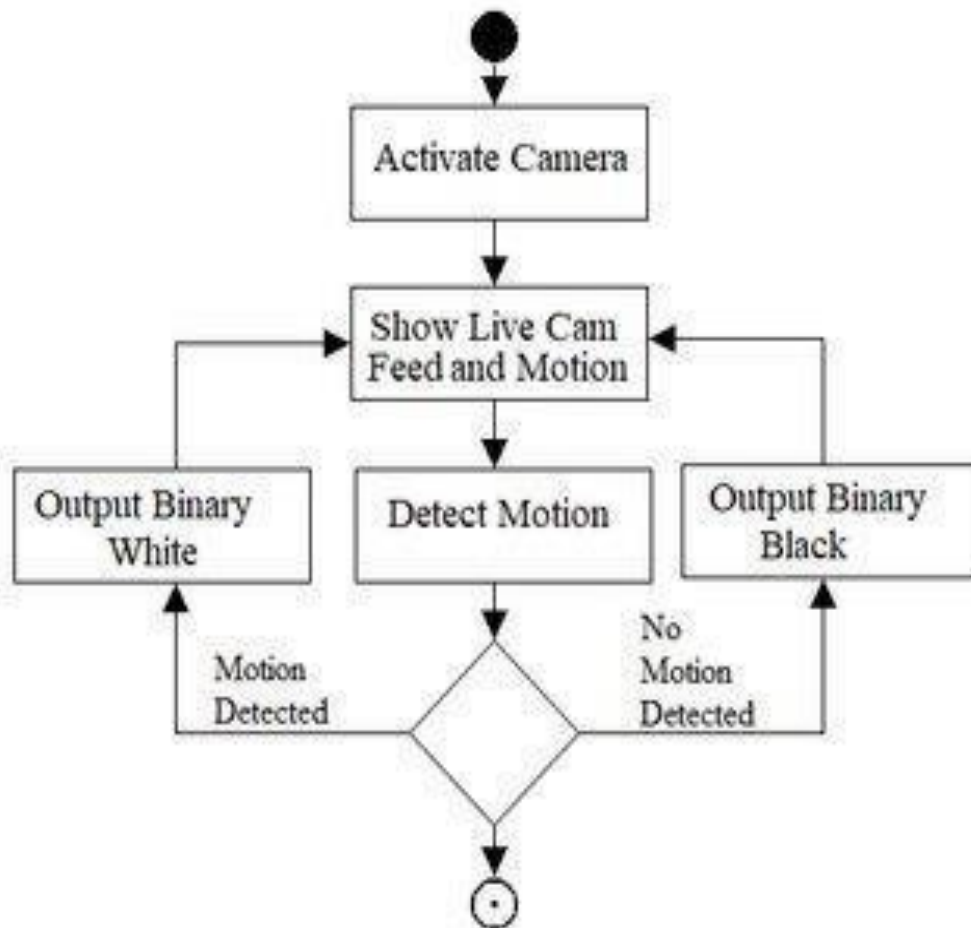 Activate Camera
Show Live Cam
Feed and Motion
Output Binary
White
Detect Motion
Output Binary
Black
Motion
Detected
No
Motion
Detected